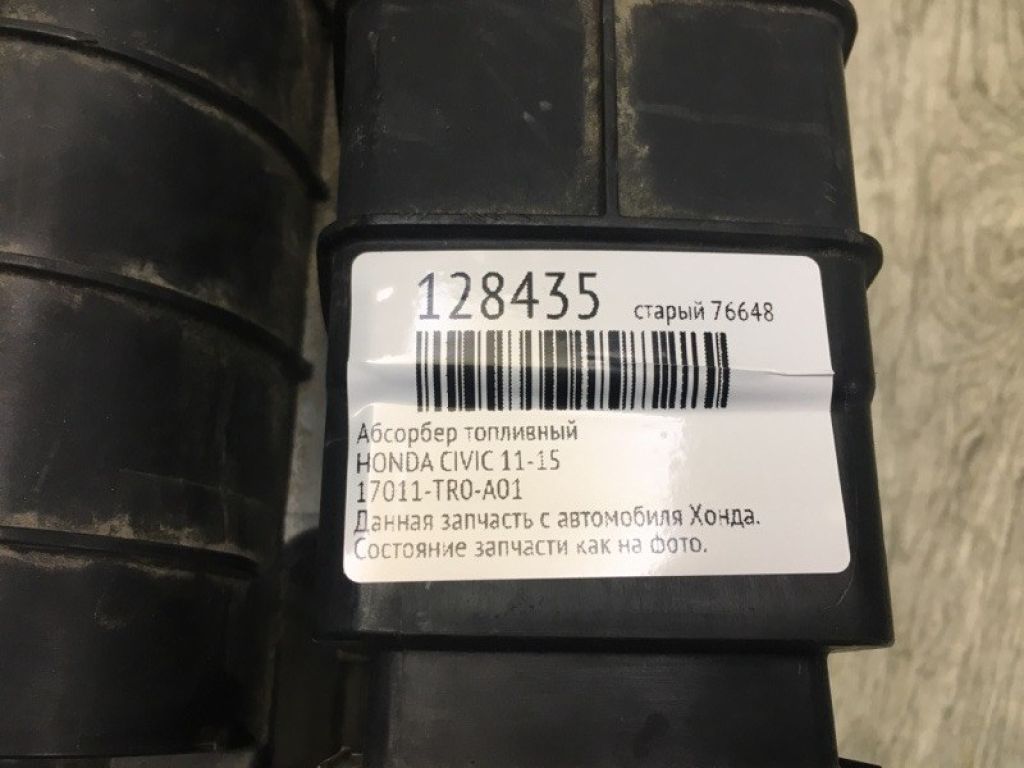 128435 старый 76648
Абсорбер топливный
HONDA CIVIC 11-15
17011-TR0-A01
Данная запчасть с автомобиля Хонда.
Состояние запчасти как на фото.